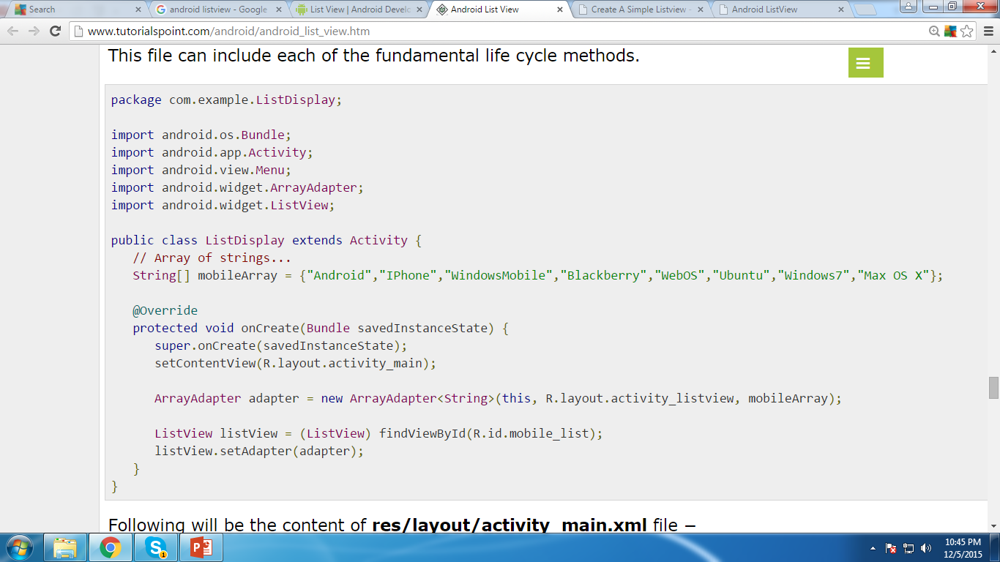 Search
android listview - Google
List View | Android Develo
Android List View
Create A Simple Listview -
Android ListView
www.tutorialspoint.com/android/android_list_view.htm
This file can include each of the fundamental life cycle methods.
package com.example.ListDisplay;
import android.os.Bundle;
import android.app.Activity;
import android.view.Menu;
import android.widget.ArrayAdapter;
import android.widget.ListView;
public class ListDisplay extends Activity {
// Array of strings...
String[] mobileArray = {"Android","IPhone","WindowsMobile","Blackberry","WebOS","Ubuntu","Windows7","Max OS X"};
@Override
protected void onCreate(Bundle savedInstanceState) {
super.onCreate(savedInstanceState);
setContentView(R.layout.activity_main);
ArrayAdapter adapter = new ArrayAdapter<String>(this, R.layout.activity_listview, mobileArray);
ListView listView = (ListView) findViewById(R.id.mobile_list);
listView.setAdapter(adapter);
}
}
Following will be the content of res/layout/activity_main.xml file −
1
10:45 PM
12/5/2015